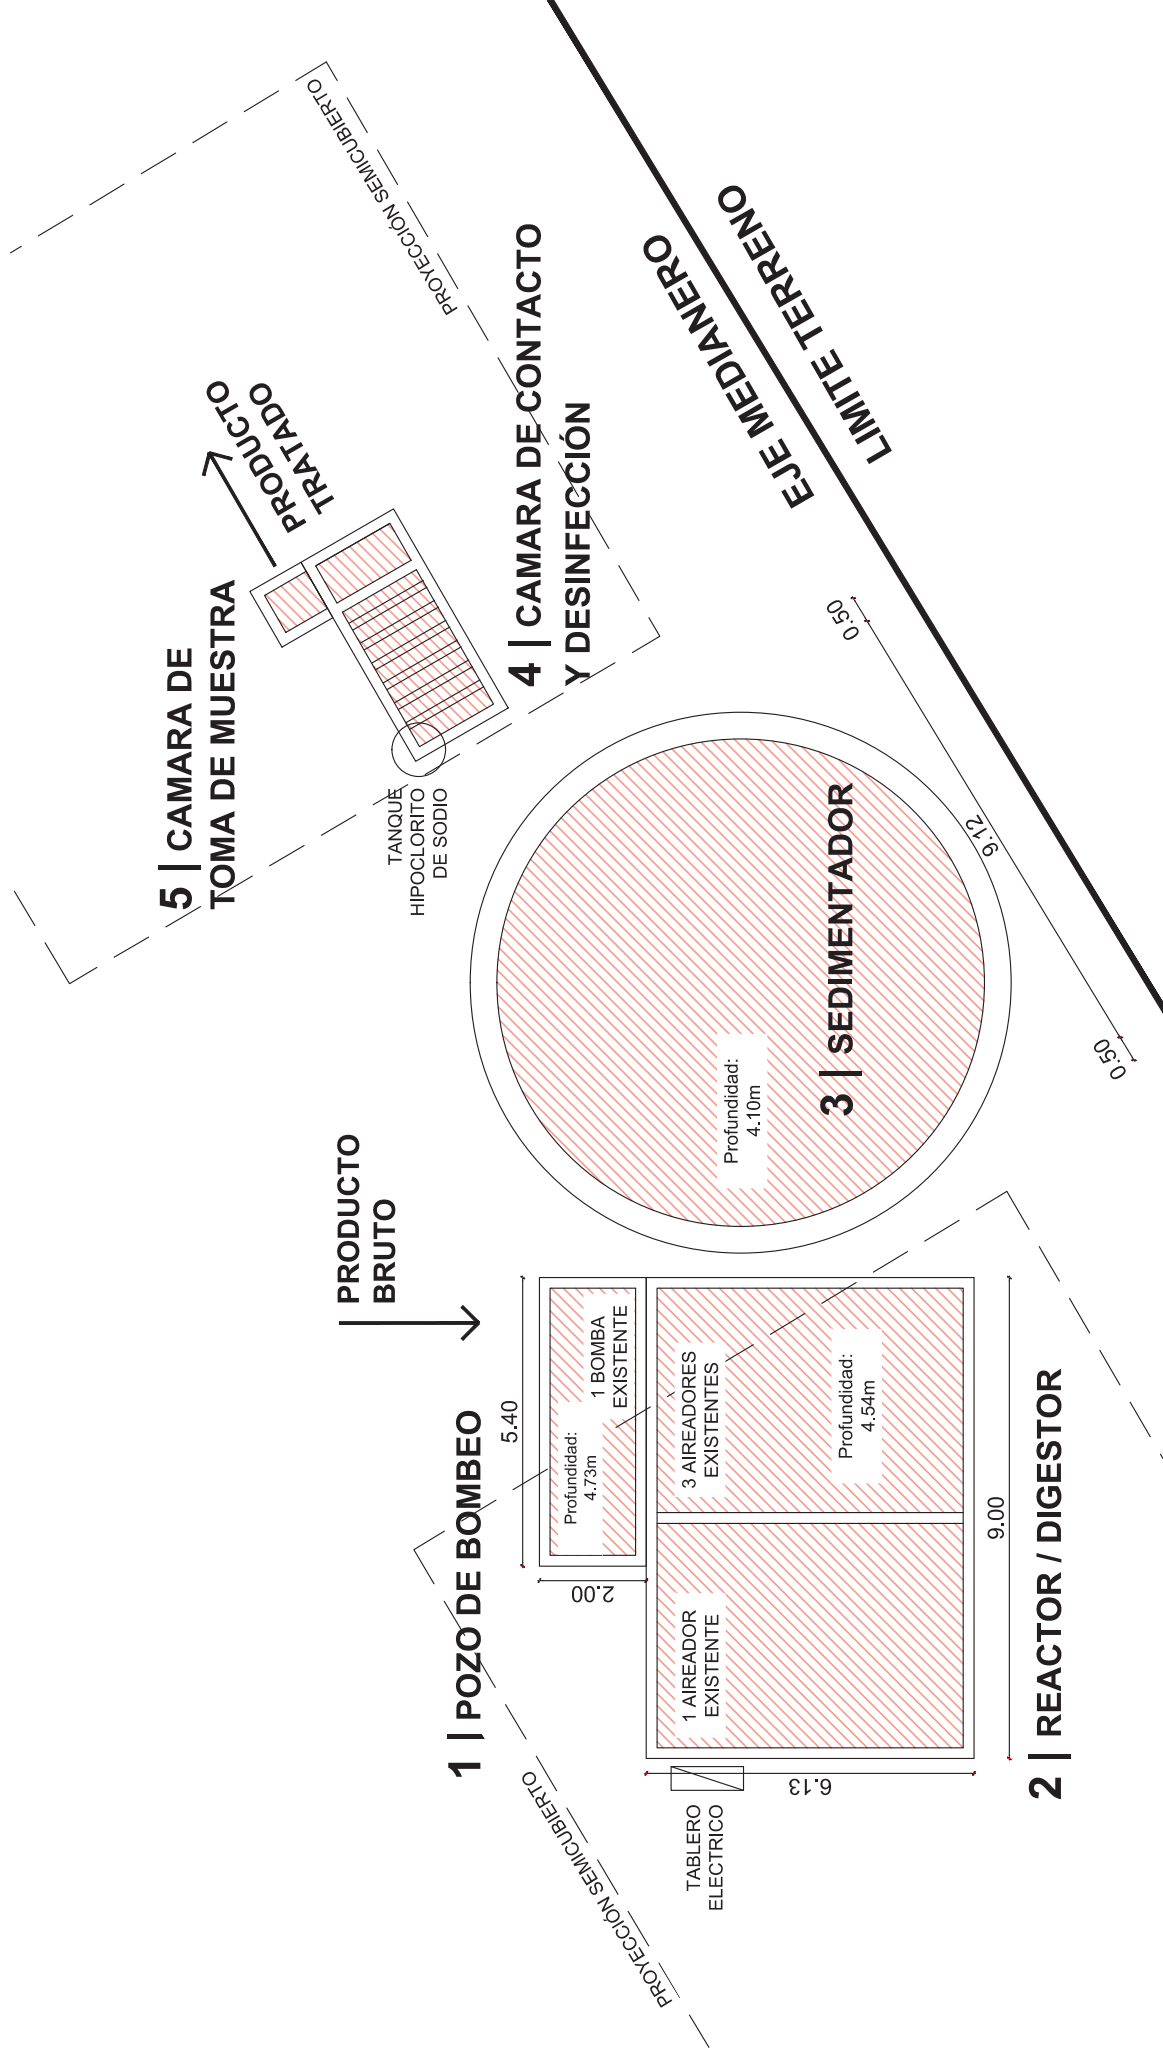 1 | POZO DE BOMBEO
PRODUCTO
BRUTO
5.40
2.00
Profundidad:
4.73m
1 BOMBA
EXISTENTE
3 AIREADORES
EXISTENTES
Profundidad:
4.54m
1 AIREADOR
EXISTENTE
6.13
9.00
TABLERO
ELECTRICO
2 | REACTOR / DIGESTOR
PROYECCIÓN SEMICUBIERTO
Profundidad:
4.10m
3 | SEDIMENTADOR
0.50
9.12
0.50
TANQUE
HIPOCLORITO
DE SODIO
5 | CAMARA DE
TOMA DE MUESTRA
4 | CAMARA DE CONTACTO
Y DESINFECCIÓN
PRODUCTO
TRATADO
PROYECCIÓN SEMICUBIERTO
EJE MEDIANERO
LIMITE TERRENO